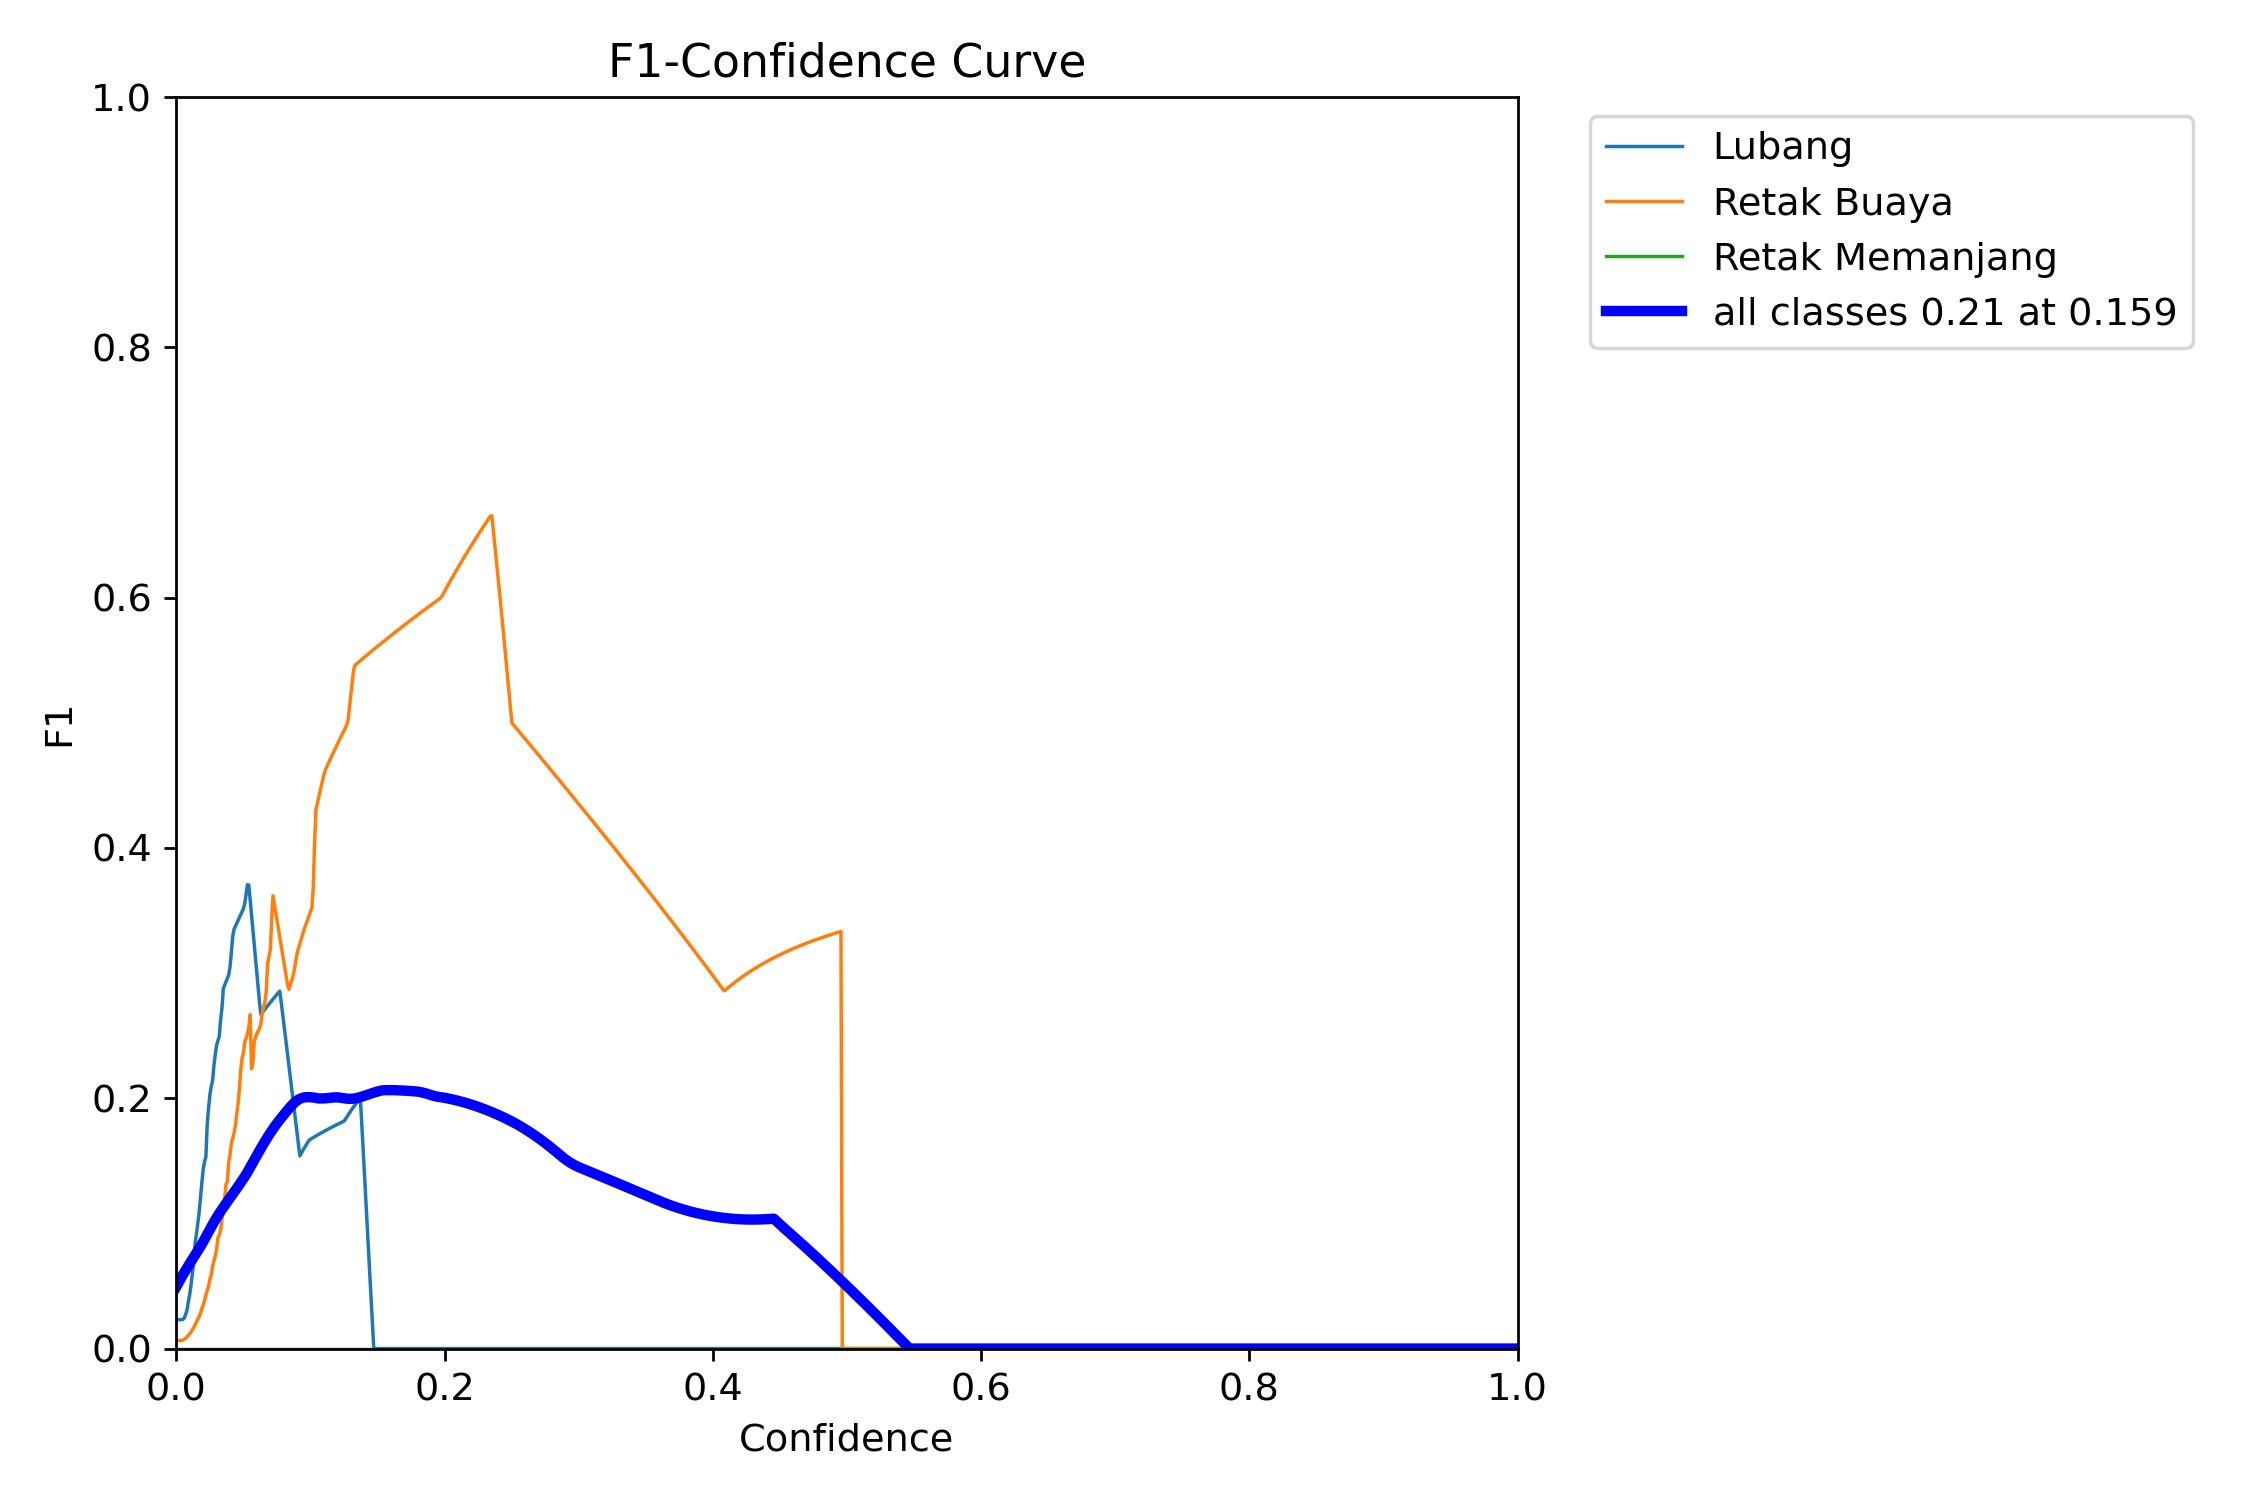 F1-Confidence Curve
1.0
0.8
0.6
0.4
0.2
0.0
F1
0.0 0.2 0.4 0.6 0.8 1.0
Confidence
Lubang
Retak Buaya
Retak Memanjang
all classes 0.21 at 0.159